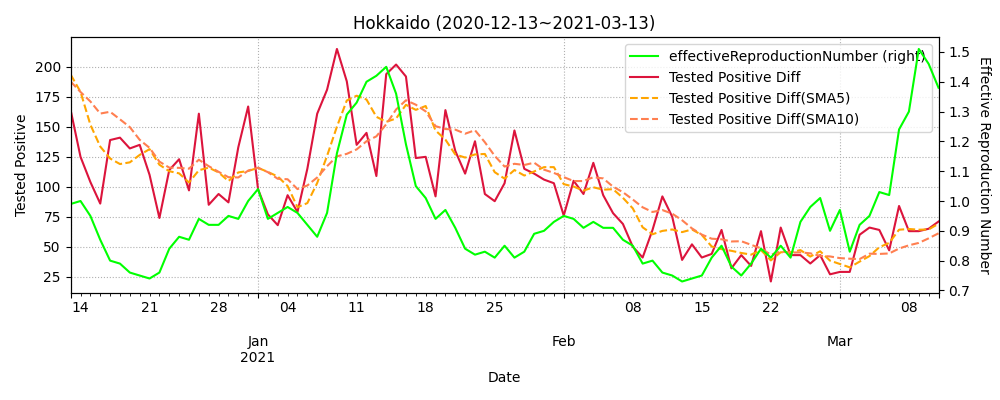 Hokkaido (2020-12-13~2021-03-13)
effectiveReproductionNumber (right)
Tested Positive Diff
Tested Positive Diff(SMA5)
Tested Positive Diff(SMA10)
Tested Positive
200
175
150
125
100
75
50
25
1.5
1.4
1.3
1.2
1.1
1.0
0.9
0.8
0.7
Effective Reproduction Number
14 21 28 04 11 18 25 08 15 22 08
Jan Feb Mar
2021
Date